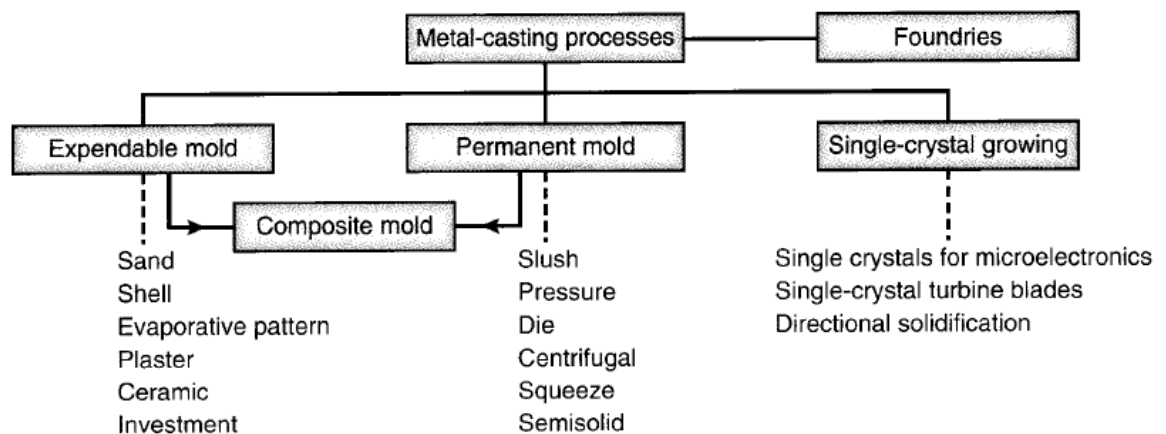 Metal-casting processes
Foundries
Expendable mold
Permanent mold
Single-crystal growing
Composite mold
Sand
Shell
Evaporative pattern
Plaster
Ceramic
Investment
Slush
Pressure
Die
Centrifugal
Squeeze
Semisolid
Single crystals for microelectronics
Single-crystal turbine blades
Directional solidification